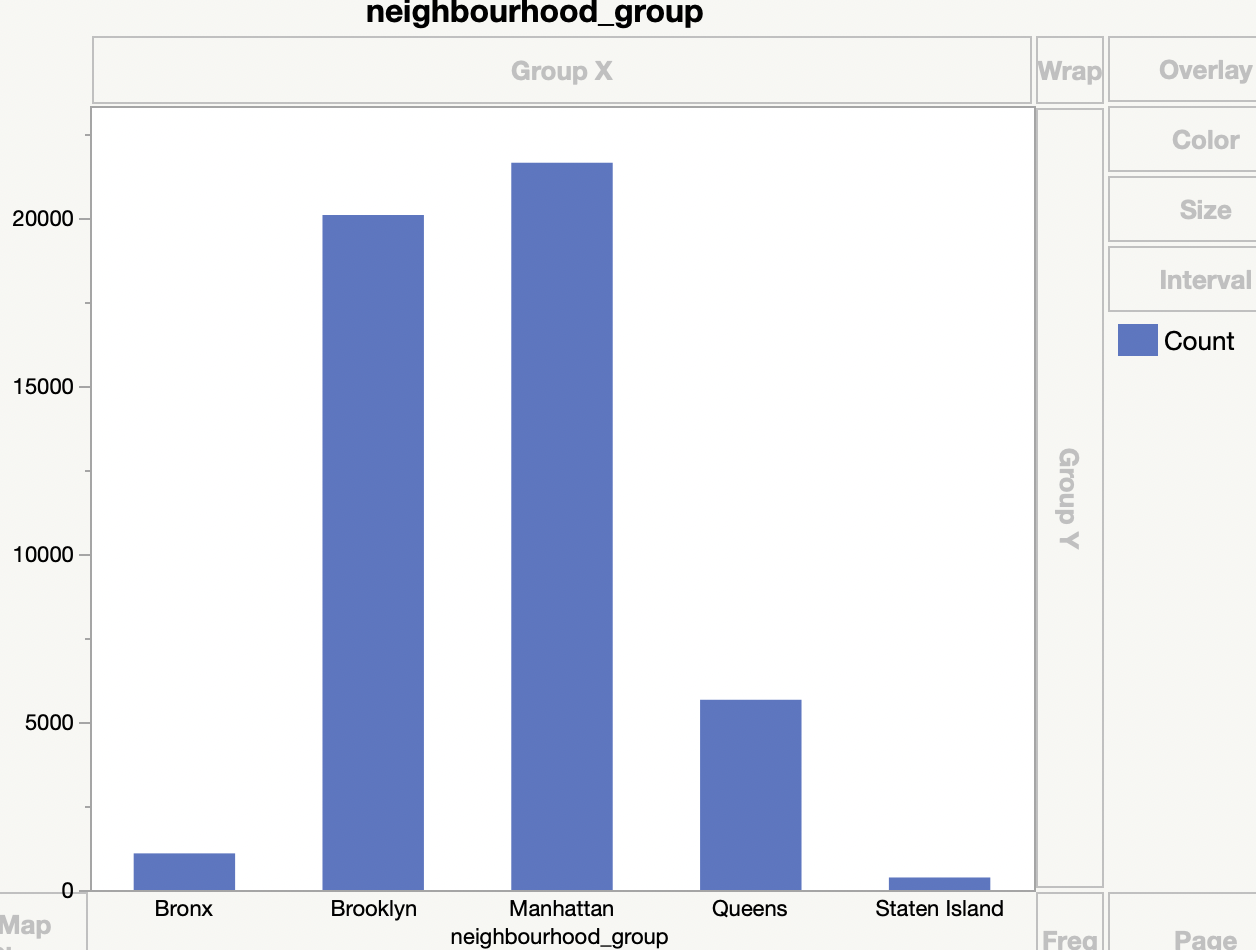 neighbourhood_group
Group X
Wrap
Overlay
Color
Size
Interval
Count
Group Y
20000
15000
10000
5000
0
Bronx
Brooklyn
Manhattan
Queens
Staten Island
neighbourhood_group
Map
Freq
Page